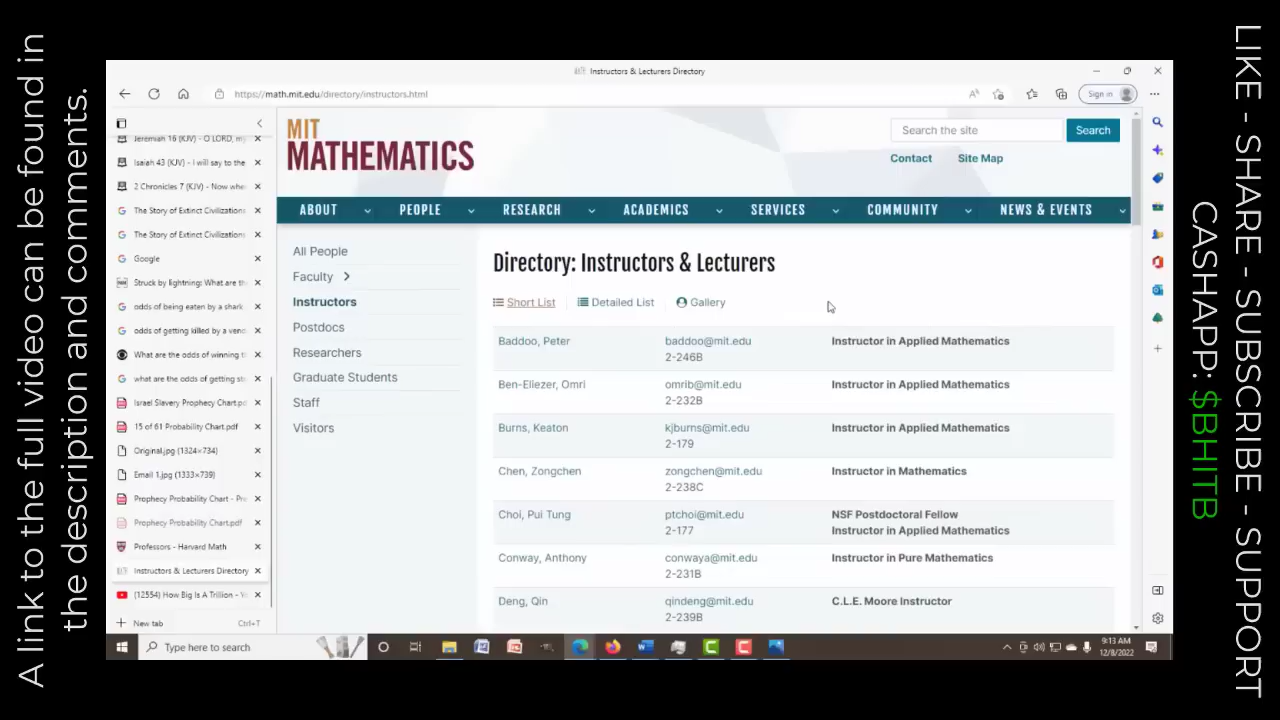 A link to the full video can be found in
the description and comments.
Instructors & Lecturers Directory
https://math.mit.edu/directory/instructors.html
Sign in
Jeremiah 16 (KJV) - O LORD, my
Isaiah 43 (KJV) - I will say to the
2 Chronicles 7 (KJV) - Now whe
The Story of Extinct Civilizations
The Story of Extinct Civilizations
Google
Struck by lightning: What are th
odds of being eaten by a shark
odds of getting killed by a vend
What are the odds of winning t
what are the odds of getting st
Israel Slavery Prophecy Chart.pd
15 of 61 Probability Chart.pdf
Original.jpg (1324×734)
Email 1.jpg (1333×739)
Prophecy Probability Chart - Pr
Prophecy Probability Chart.pdf
Professors - Harvard Math
Instructors & Lecturers Directory
(12554) How Big Is A Trillion - Y
New tab
Ctrl+T
MIT
MATHEMATICS
Search the site
Search
Contact
Site Map
ABOUT
PEOPLE
RESEARCH
ACADEMICS
SERVICES
COMMUNITY
NEWS & EVENTS
All People
Faculty
Instructors
Postdocs
Researchers
Graduate Students
Staff
Visitors
Directory: Instructors & Lecturers
Short List
Detailed List
Gallery
Baddoo, Peter baddoo@mit.edu Instructor in Applied Mathematics
2-246B
Ben-Eliezer, Omri omrib@mit.edu Instructor in Applied Mathematics
2-232B
Burns, Keaton kjburns@mit.edu Instructor in Applied Mathematics
2-179
Chen, Zongchen zongchen@mit.edu Instructor in Mathematics
2-238C
Choi, Pui Tung ptchoi@mit.edu NSF Postdoctoral Fellow
2-177 Instructor in Applied Mathematics
Conway, Anthony conwaya@mit.edu Instructor in Pure Mathematics
2-231B
Deng, Qin qindeng@mit.edu C.L.E. Moore Instructor
2-239B
Type here to search
9:13 AM
12/8/2022
LIKE - SHARE - SUBSCRIBE - SUPPORT
CASHAPP: $BHITB